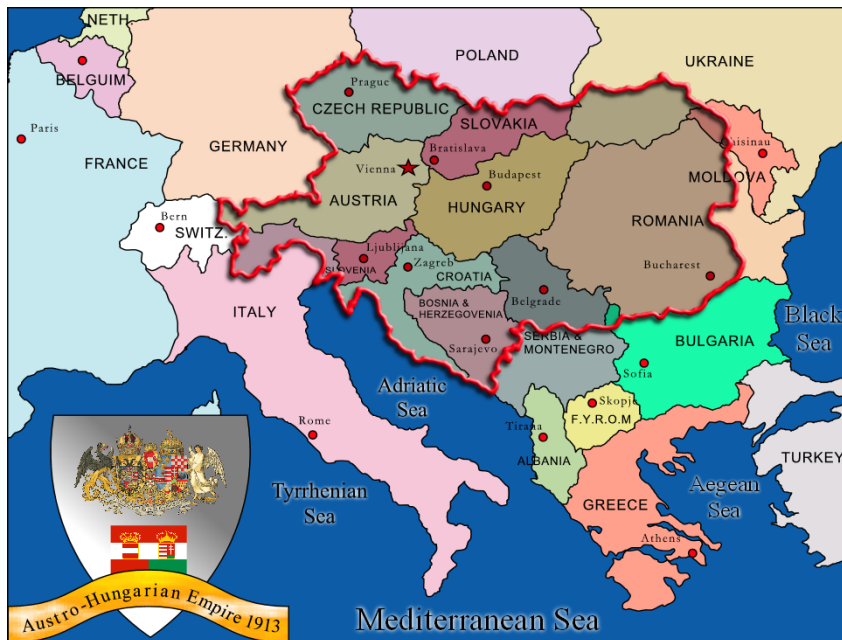 NETH.
POLAND
UKRAINE
BELGUIM
Prague
CZECH REPUBLIC
SLOVAKIA
Paris
GERMANY
Bratislava
Vienna
FRANCE
MOLDOVA
Budapest
AUSTRIA
HUNGARY
Bern
SWITZ.
ROMANIA
Ljubljana
Zagreb
SLOVENIA
CROATIA
Bucharest
Belgrade
BOSNIA &
HERZEGOVENIA
ITALY
Sarajevo
SERBIA &
MONTENEGRO
BULGARIA
Black
Sea
Sofia
Adriatic
Sea
Skopje
F.Y.R.O.M
Rome
Tirana
ALBANIA
TURKEY
Tyrrhenian
Sea
GREECE
Aegean
Sea
Athens
Austro-Hungarian Empire 1913
Mediterranean Sea